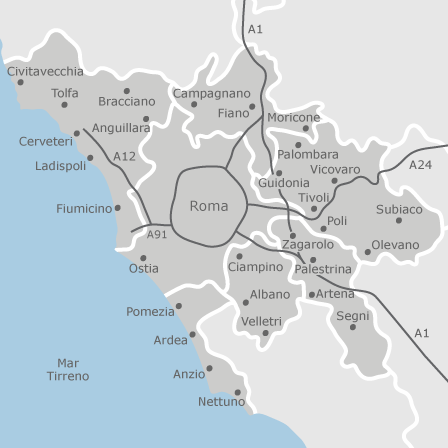 A1
Civitavecchia
Tolfa
Bracciano
Campagnano
Fiano
Anguillara
Moricone
Cerveteri
Palombara
A12
Ladispoli
Vicovaro
A24
Guidonia
Tivoli
Fiumicino
Roma
Poli
Subiaco
A91
Zagarolo
Olevano
Ostia
Ciampino
Palestrina
Albano
Artena
Pomezia
Velletri
Segni
Ardea
A1
Mar
Tirreno
Anzio
Nettuno